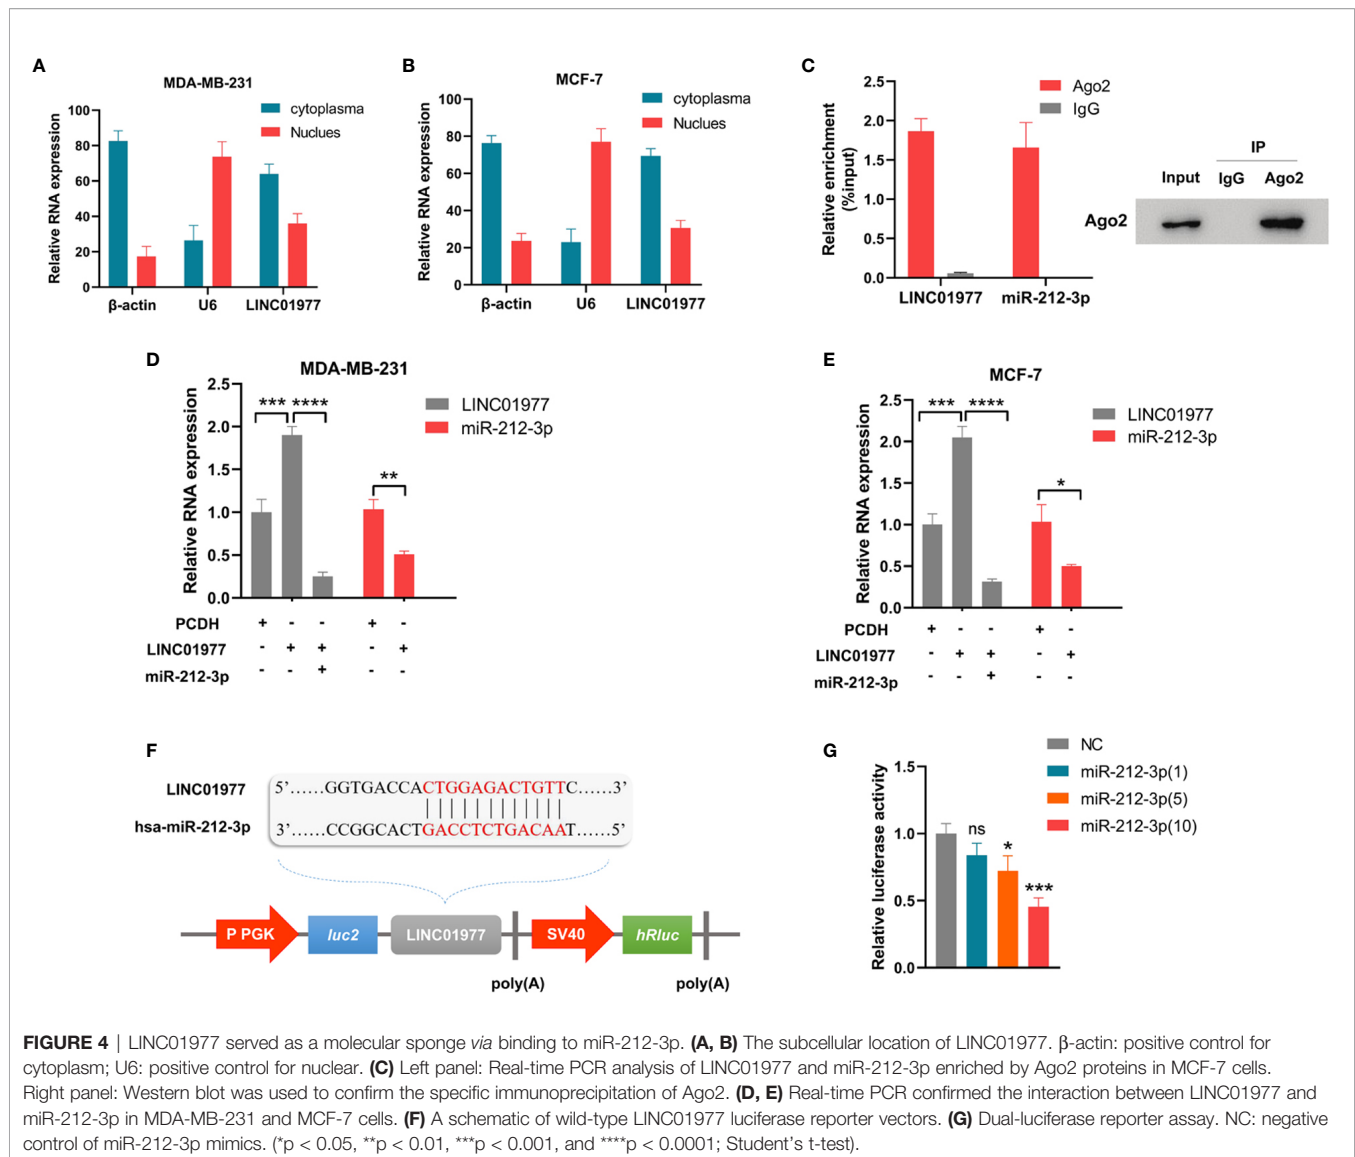 A
MDA-MB-231
cytoplasma
Nuclues
Relative RNA expression
100
80
60
40
20
0
β-actin U6 LINC01977
B
MCF-7
cytoplasma
Nuclues
Relative RNA expression
100
80
60
40
20
0
β-actin U6 LINC01977
C
Ago2
IgG
Relative enrichment
(%input)
2.5
2.0
1.5
1.0
0.5
0.0
LINC01977 miR-212-3p
IP
Input IgG Ago2
Ago2
D
MDA-MB-231
LINC01977
miR-212-3p
Relative RNA expression
2.5
2.0
1.5
1.0
0.5
0.0
*** ****
**
PCDH + - - + -
LINC01977 - + + - +
miR-212-3p - - + - -
E
MCF-7
LINC01977
miR-212-3p
Relative RNA expression
2.5
2.0
1.5
1.0
0.5
0.0
*** ****
*
PCDH + - - + -
LINC01977 - + + - +
miR-212-3p - - + - -
F
LINC01977 5’……GGTGACCACTGGAGACTGTTC……3’
hsa-miR-212-3p 3’……CCGGCACTGACCTCTGACAAT……5’
P PGK luc2 LINC01977 SV40 hRluc
poly(A) poly(A)
G
NC
miR-212-3p(1)
miR-212-3p(5)
miR-212-3p(10)
Relative luciferase activity
1.5
1.0
0.5
0.0
ns
*
***
FIGURE 4 | LINC01977 served as a molecular sponge via binding to miR-212-3p. (A, B) The subcellular location of LINC01977. β-actin: positive control for
cytoplasm; U6: positive control for nuclear. (C) Left panel: Real-time PCR analysis of LINC01977 and miR-212-3p enriched by Ago2 proteins in MCF-7 cells.
Right panel: Western blot was used to confirm the specific immunoprecipitation of Ago2. (D, E) Real-time PCR confirmed the interaction between LINC01977 and
miR-212-3p in MDA-MB-231 and MCF-7 cells. (F) A schematic of wild-type LINC01977 luciferase reporter vectors. (G) Dual-luciferase reporter assay. NC: negative
control of miR-212-3p mimics. (*p < 0.05, **p < 0.01, ***p < 0.001, and ****p < 0.0001; Student’s t-test).